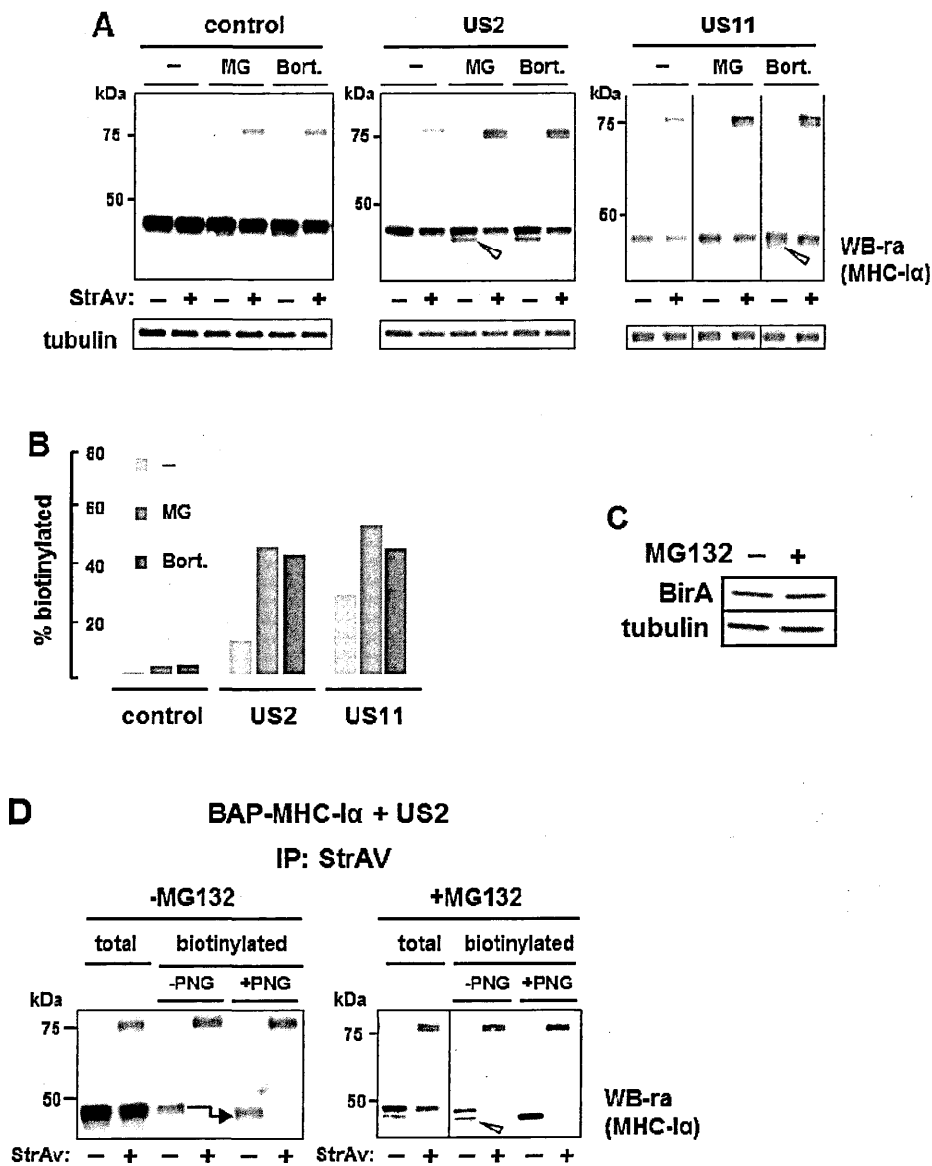 A
control US2 US11
– MG Bort. – MG Bort. – MG Bort.
kDa kDa kDa
75 75 75
50 50 50
WB-ra
(MHC-Iα)
StrAv: – + – + – + – + – + – + – + – + – +
tubulin
B
% biotinylated
80
60
40
20
–
MG
Bort.
control US2 US11
C
MG132 – +
BirA
tubulin
D
BAP-MHC-Iα + US2
IP: StrAV
-MG132 +MG132
total biotinylated total biotinylated
-PNG +PNG -PNG +PNG
kDa kDa
75 75
50 50
WB-ra
(MHC-Iα)
StrAv: – + – + – + – + – + – +